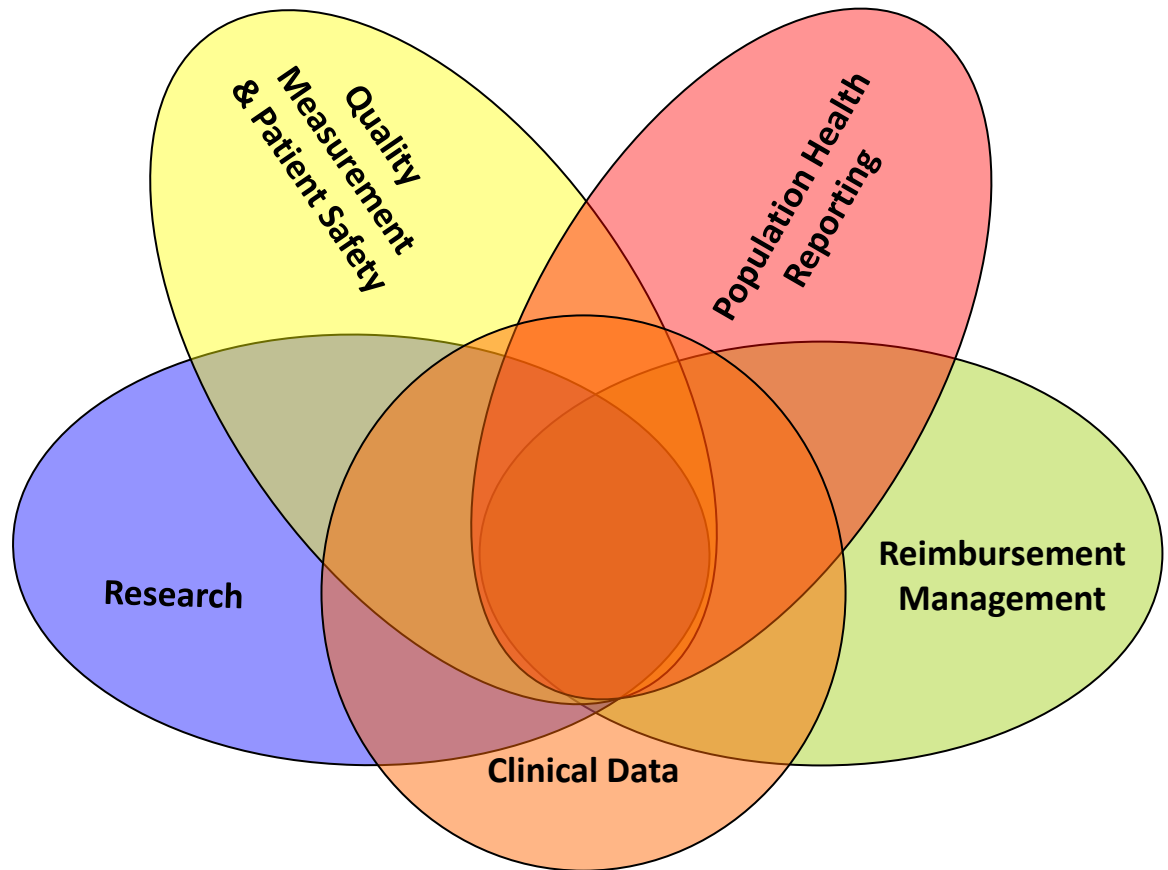 Quality
Measurement
& Patient Safety
Population Health
Reporting
Research
Reimbursement
Management
Clinical Data